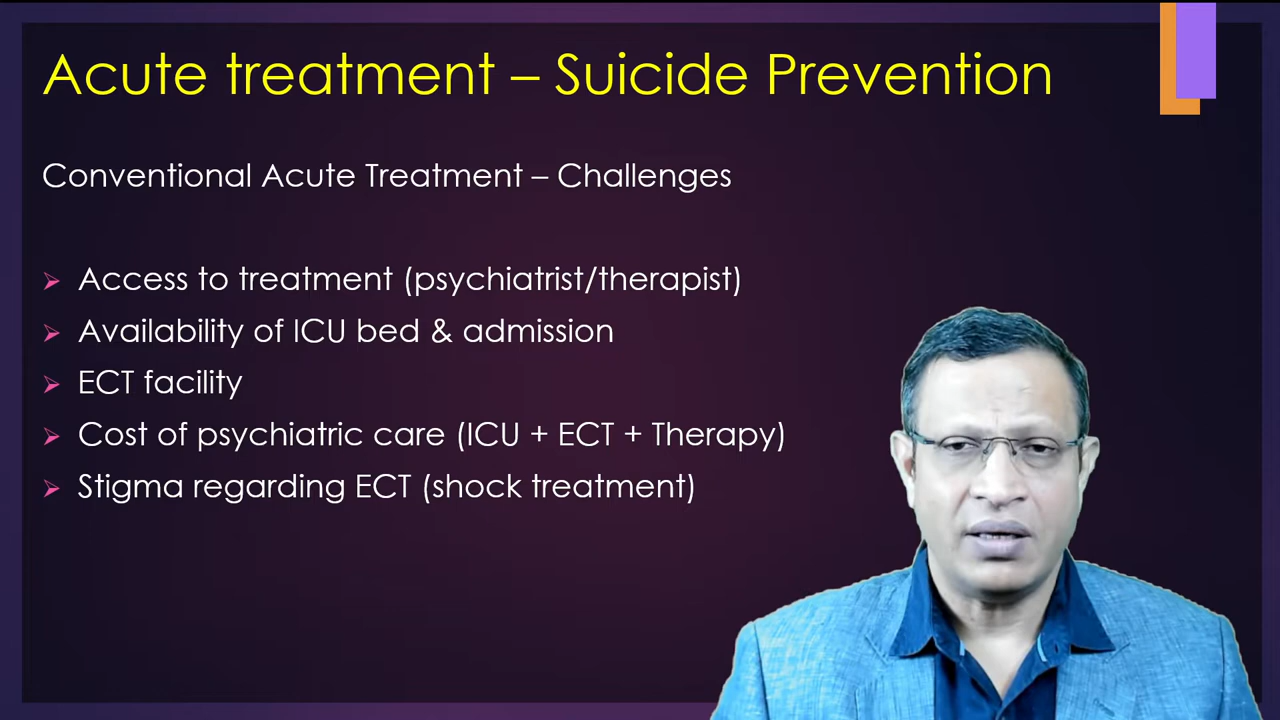 Acute treatment – Suicide Prevention
Conventional Acute Treatment – Challenges
Access to treatment (psychiatrist/therapist)
Availability of ICU bed & admission
ECT facility
Cost of psychiatric care (ICU + ECT + Therapy)
Stigma regarding ECT (shock treatment)